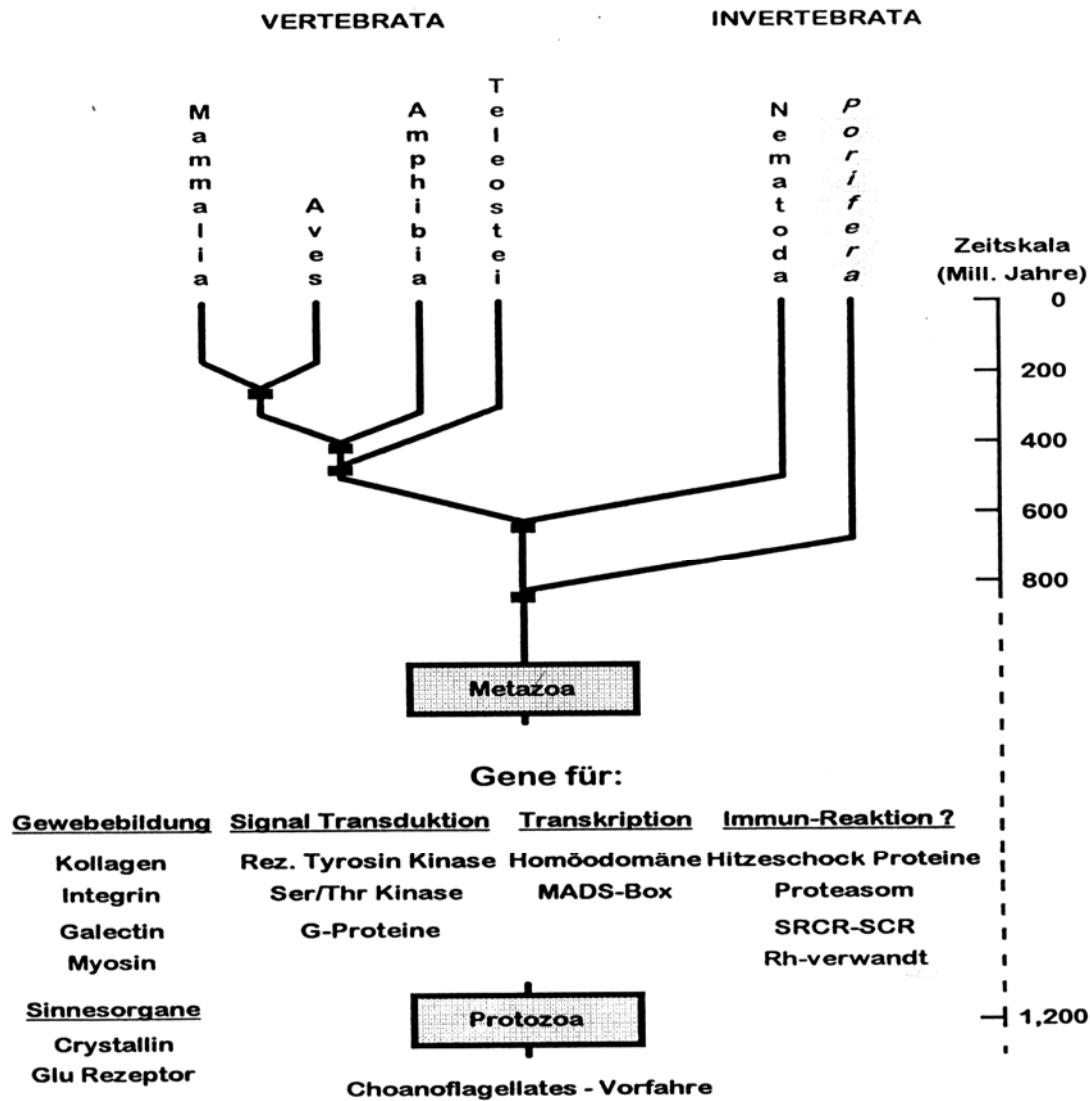 VERTEBRATA
INVERTEBRATA
Mammalia
Aves
Amphibia
Teleostei
Nematoda
Porifera
Zeitskala
(Mill. Jahre)
0
200
400
600
800
Metazoa
Gene für:
Gewebebildung
Kollagen
Integrin
Galectin
Myosin
Signal Transduktion
Rez. Tyrosin Kinase
Ser/Thr Kinase
G-Proteine
Transkription
Homöodomäne
MADS-Box
Immun-Reaktion ?
Hitzeschock Proteine
Proteasom
SRCR-SCR
Rh-verwandt
Sinnesorgane
Crystallin
Glu Rezeptor
Protozoa
1,200
Choanoflagellates - Vorfahre